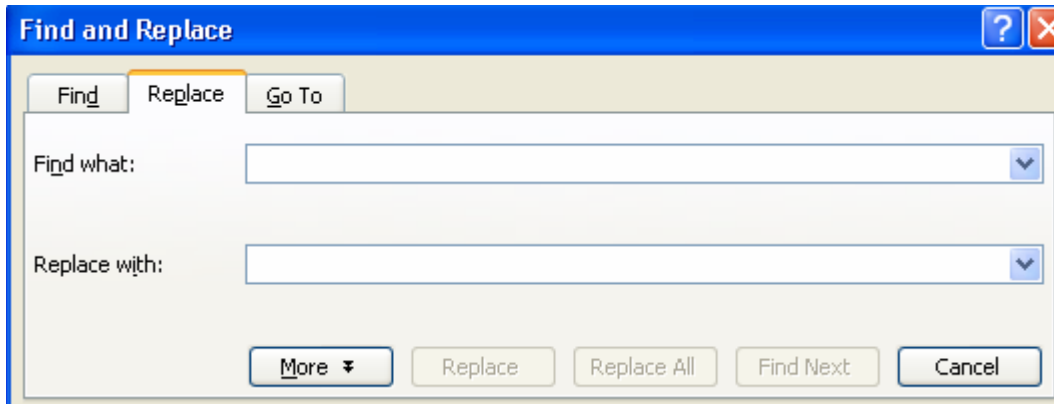 Find and Replace
Find Replace Go To
Find what:
Replace with:
More Replace Replace All Find Next Cancel